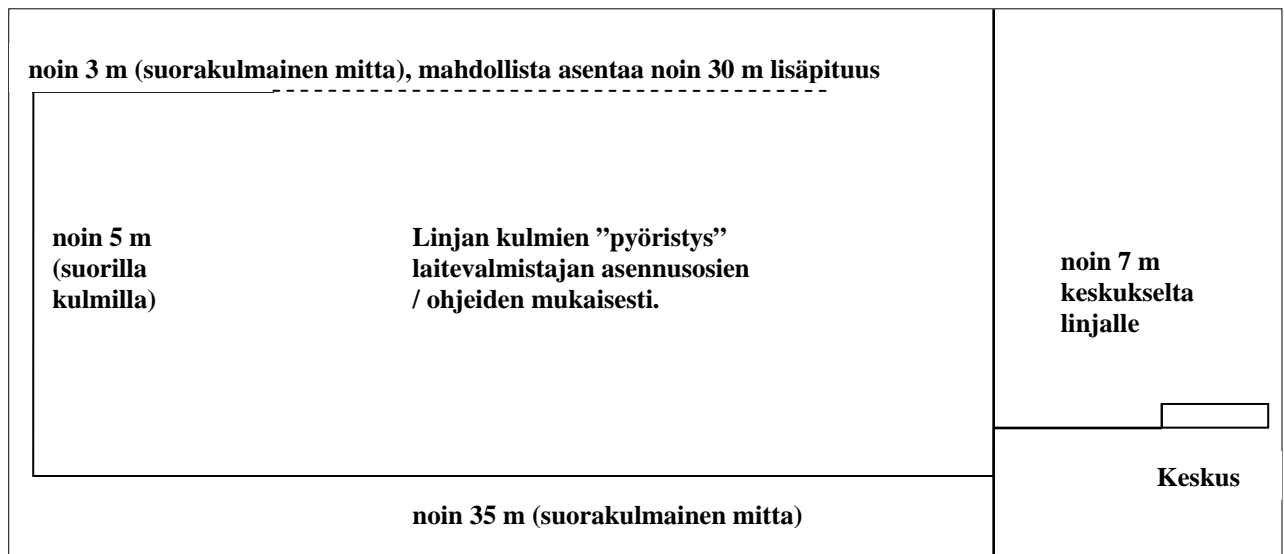 noin 3 m (suorakulmainen mitta), mahdollista asentaa noin 30 m lisäpituus
noin 5 m
(suorilla
kulmilla)
Linjan kulmien ”pyöristys”
laitevalmistajan asennusosien
/ ohjeiden mukaisesti.
noin 7 m
keskukselta
linjalle
Keskus
noin 35 m (suorakulmainen mitta)